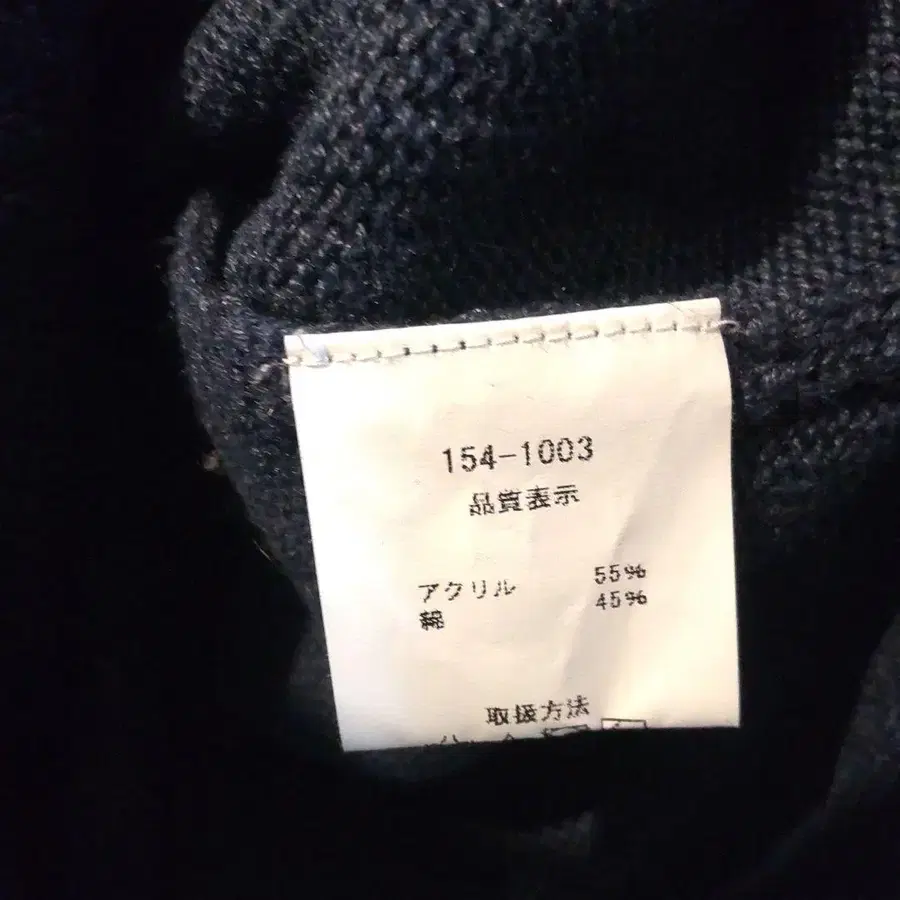 154-1003
品質表示
アクリル 55%
綿 45%
取扱方法